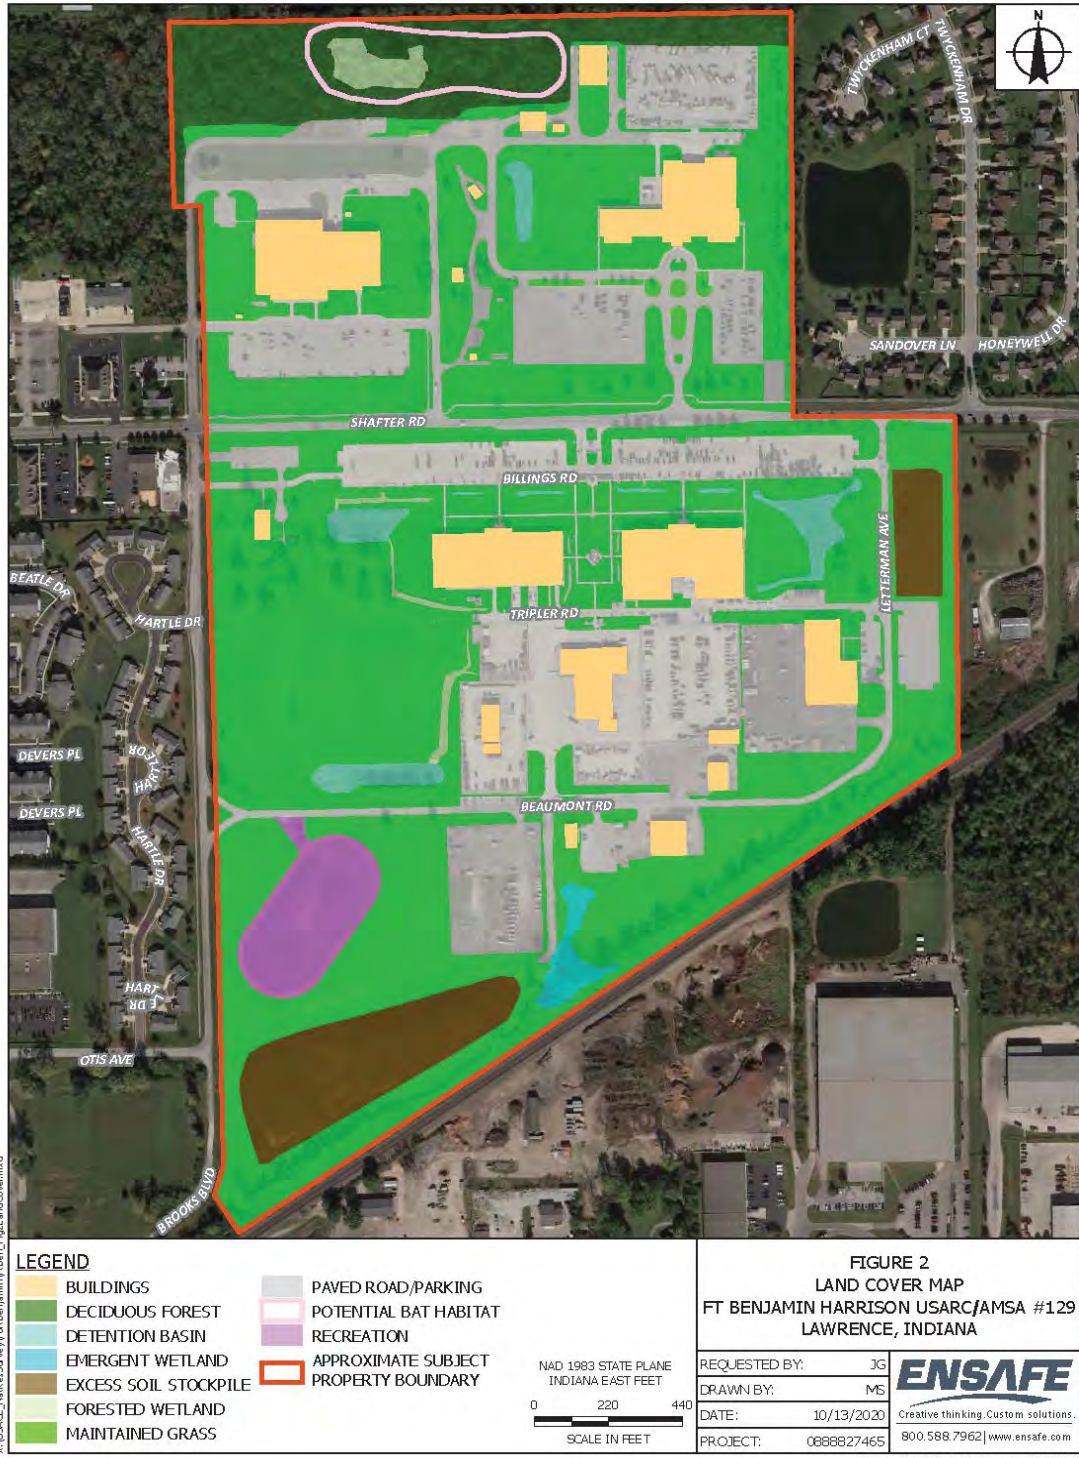 N
TWYCKENHAM CT
TWYCKENHAM DR
SANDOVER LN
HONEYWELL DR
SHAFTER RD
BILLINGS RD
LETTERMAN AVE
BEATLE DR
HARTLE DR
TRIPLER RD
DEVERS PL
HARTLE DR
DEVERS PL
BEAUMONT RD
HARTLE DR
HARTLE DR
OTIS AVE
BROOKS BLVD
LEGEND
BUILDINGS
DECIDUOUS FOREST
DETENTION BASIN
EMERGENT WETLAND
EXCESS SOIL STOCKPILE
FORESTED WETLAND
MAINTAINED GRASS
PAVED ROAD/PARKING
POTENTIAL BAT HABITAT
RECREATION
APPROXIMATE SUBJECT
PROPERTY BOUNDARY
NAD 1983 STATE PLANE
INDIANA EAST FEET
0 220 440
SCALE IN FEET
FIGURE 2
LAND COVER MAP
FT BENJAMIN HARRISON USARC/AMSA #129
LAWRENCE, INDIANA
REQUESTED BY: JG
DRAWN BY: MS
DATE: 10/13/2020
PROJECT: 0888827465
ENSAFE
Creative thinking.Custom solutions.
800.588.7962|www.ensafe.com